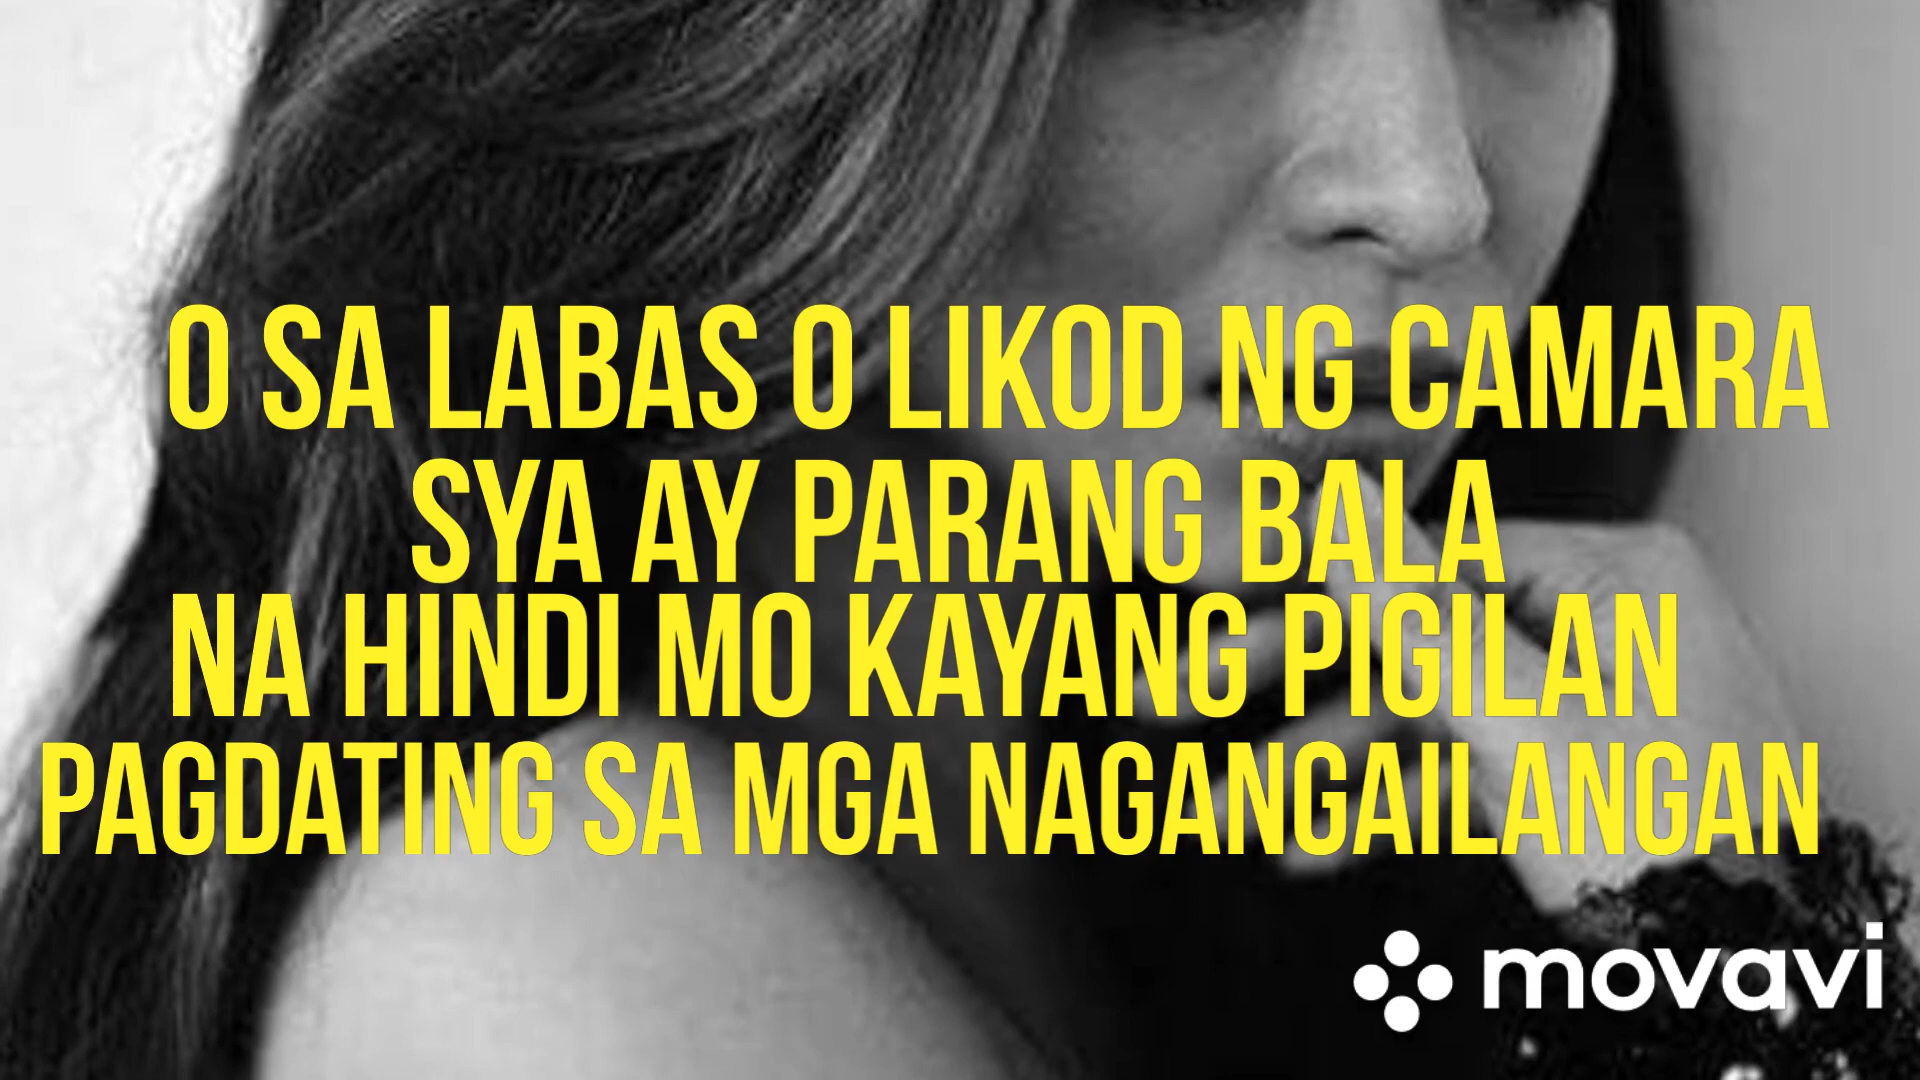 O SA LABAS O LIKOD NG CAMARA
SYA AY PARANG BALA
NA HINDI MO KAYANG PIGILAN
PAGDATING SA MGA NAGANGAILANGAN
movavi